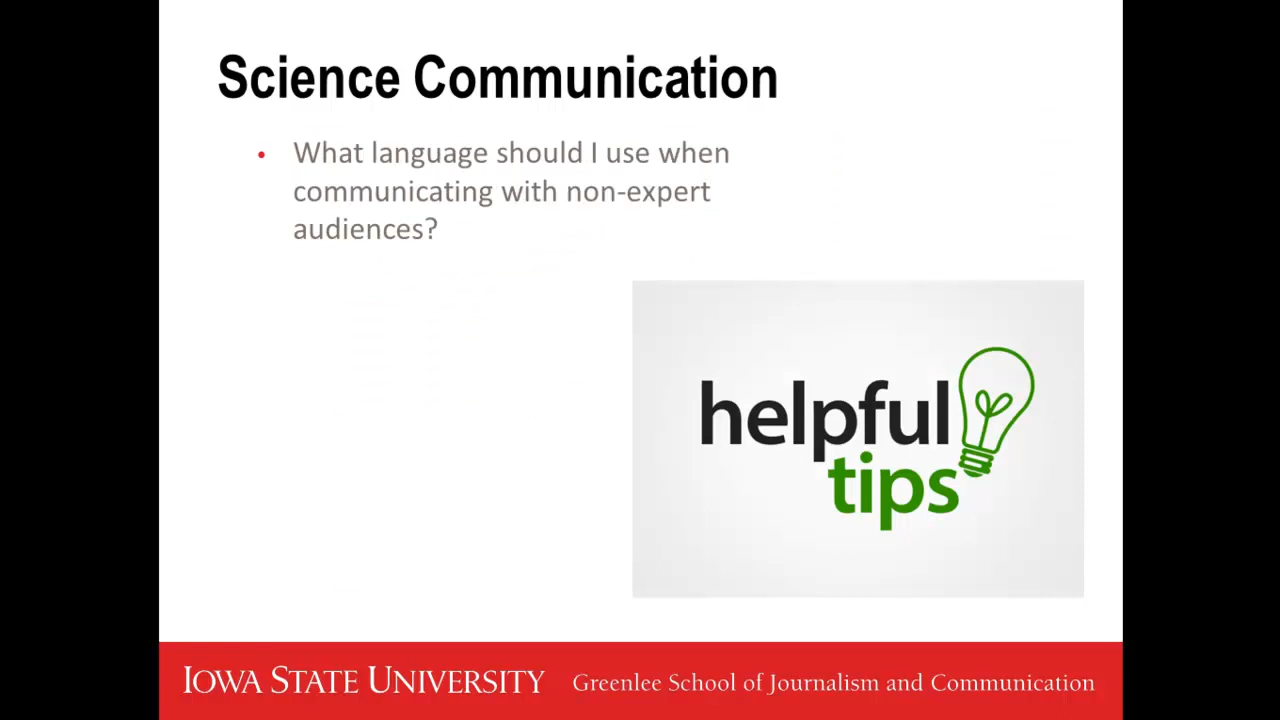 Science Communication
• What language should I use when
communicating with non-expert
audiences?
helpful
tips
IOWA STATE UNIVERSITY Greenlee School of Journalism and Communication